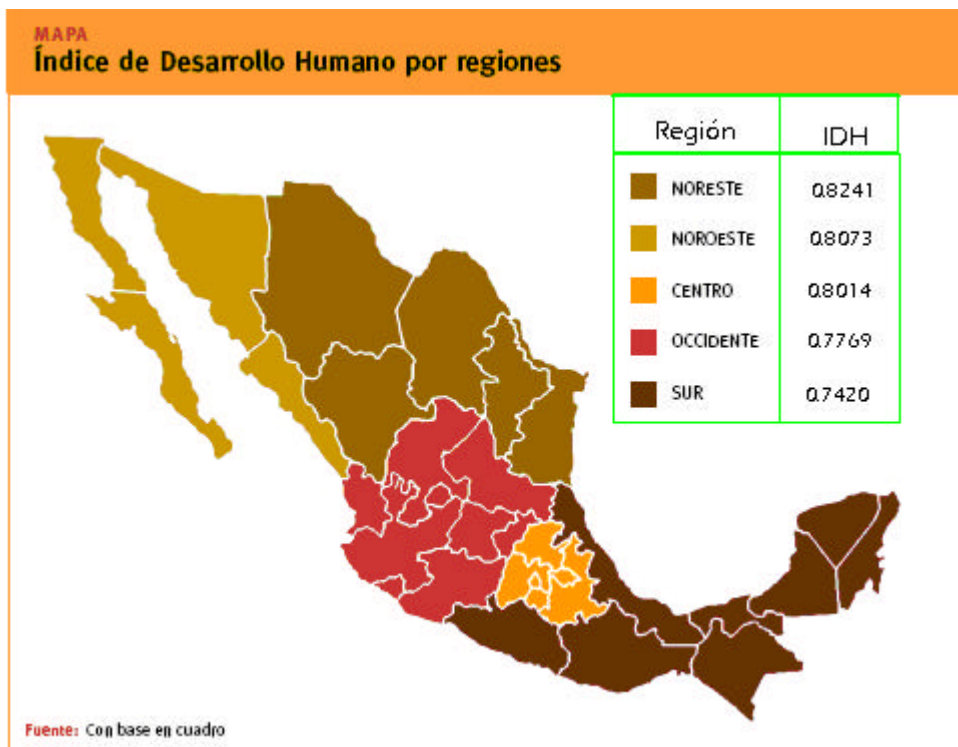 MAPA
Índice de Desarrollo Humano por regiones
Región IDH
NORESTE 0.8241
NOROESTE 0.8073
CENTRO 0.8014
OCCIDENTE 0.7769
SUR 0.7420
Fuente: Con base en cuadro